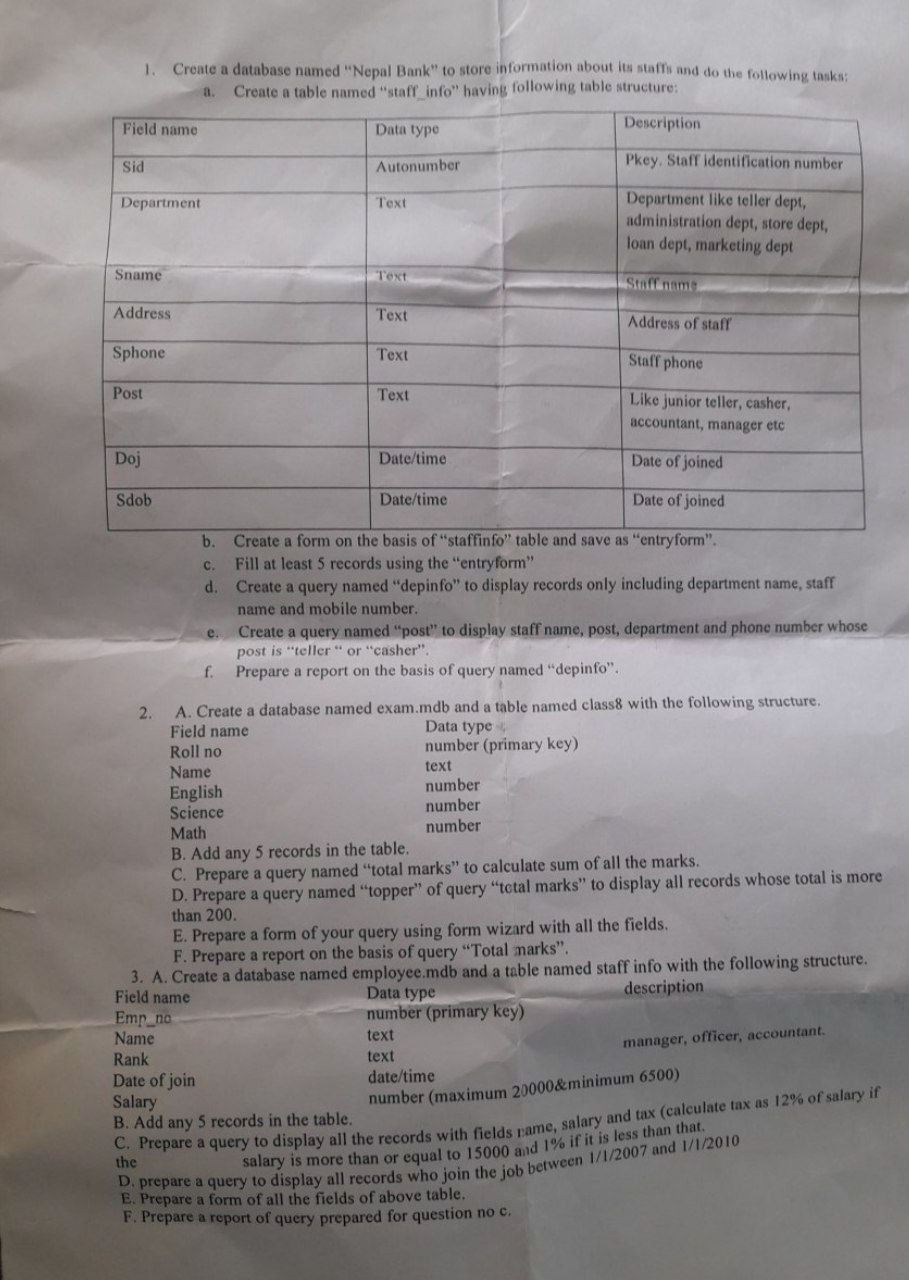 1. Create a database named "Nepal Bank" to store information about its staffs and do the following tasks:
a. Create a table named "staff_info" having following table structure:
Field name Data type Description
Sid Autonumber Pkey. Staff identification number
Department Text Department like teller dept,
administration dept, store dept,
loan dept, marketing dept
Sname Text Staff name
Address Text Address of staff
Sphone Text Staff phone
Post Text Like junior teller, casher,
accountant, manager etc
Doj Date/time Date of joined
Sdob Date/time Date of joined
b. Create a form on the basis of "staffinfo" table and save as "entryform".
c. Fill at least 5 records using the "entryform"
d. Create a query named "depinfo" to display records only including department name, staff
name and mobile number.
e. Create a query named "post" to display staff name, post, department and phone number whose
post is "teller " or "casher".
f. Prepare a report on the basis of query named "depinfo".
2. A. Create a database named exam.mdb and a table named class8 with the following structure.
Field name Data type
Roll no number (primary key)
Name text
English number
Science number
Math number
B. Add any 5 records in the table.
C. Prepare a query named "total marks" to calculate sum of all the marks.
D. Prepare a query named "topper" of query "total marks" to display all records whose total is more
than 200.
E. Prepare a form of your query using form wizard with all the fields.
F. Prepare a report on the basis of query "Total marks".
3. A. Create a database named employee.mdb and a table named staff info with the following structure.
Field name Data type description
Emp_no number (primary key)
Name text
Rank text manager, officer, accountant.
Date of join date/time
Salary number (maximum 20000&minimum 6500)
B. Add any 5 records in the table.
C. Prepare a query to display all the records with fields name, salary and tax (calculate tax as 12% of salary if
the salary is more than or equal to 15000 and 1% if it is less than that.
D. prepare a query to display all records who join the job between 1/1/2007 and 1/1/2010
E. Prepare a form of all the fields of above table.
F. Prepare a report of query prepared for question no c.